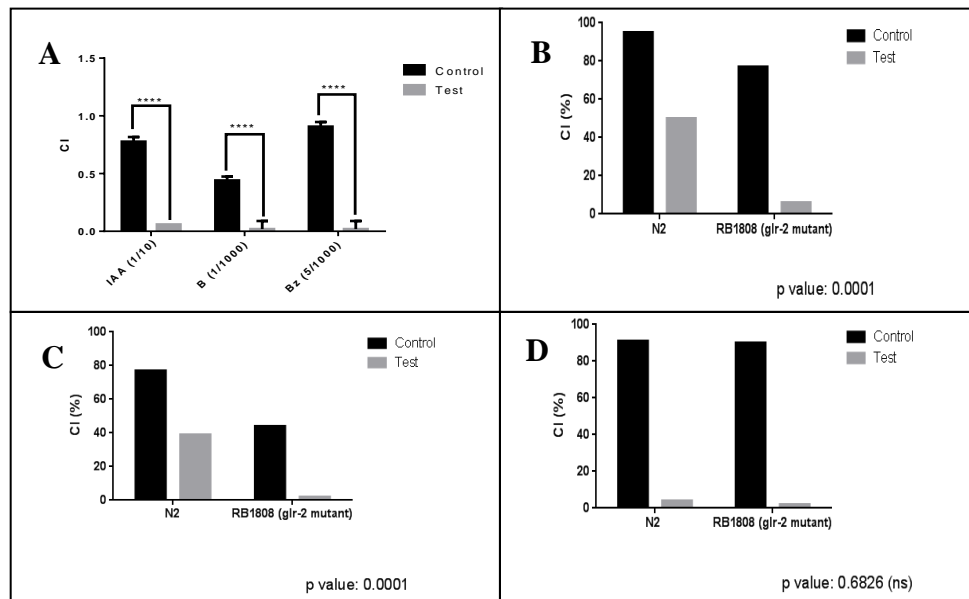 A
1.5
1.0
0.5
0.0
CI
****
****
****
Control
Test
IAA (1/10)
B (1/1000)
Bz (5/1000)
B
100
80
60
40
20
0
CI (%)
Control
Test
N2
RB1808 (glr-2 mutant)
p value: 0.0001
C
100
80
60
40
20
0
CI (%)
Control
Test
N2
RB1808 (glr-2 mutant)
p value: 0.0001
D
100
80
60
40
20
0
CI (%)
Control
Test
N2
RB1808 (glr-2 mutant)
p value: 0.6826 (ns)